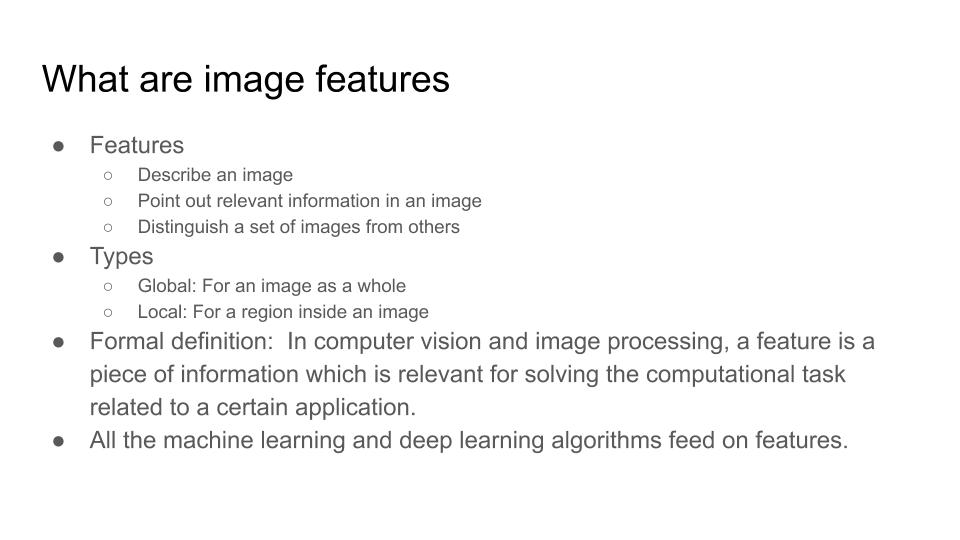 What are image features
● Features
○ Describe an image
○ Point out relevant information in an image
○ Distinguish a set of images from others
● Types
○ Global: For an image as a whole
○ Local: For a region inside an image
● Formal definition:  In computer vision and image processing, a feature is a
piece of information which is relevant for solving the computational task
related to a certain application.
● All the machine learning and deep learning algorithms feed on features.